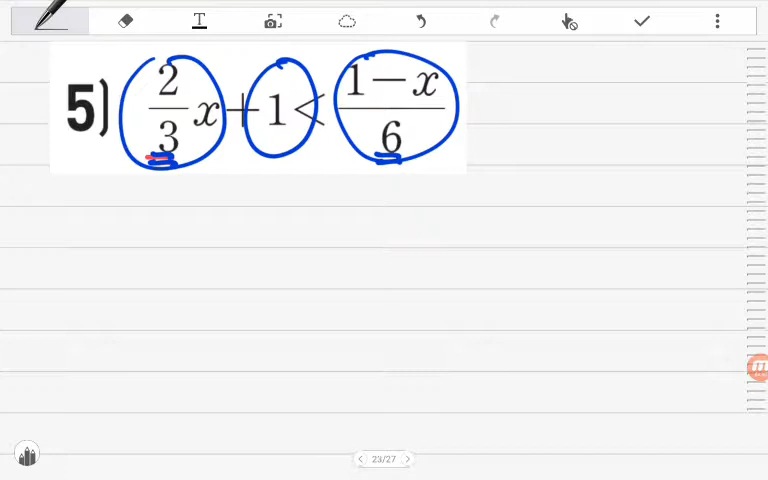 T
5) 2/3 x + 1 < 1 − x / 6
23/27